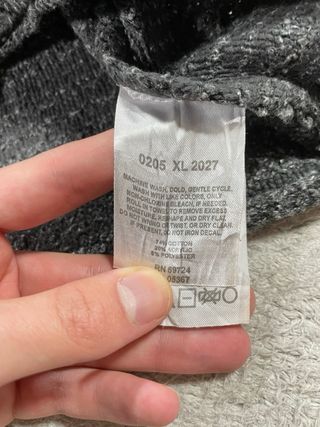 0205 XL 2027
MACHINE WASH, COLD, GENTLE CYCLE,
WASH WITH LIKE COLORS, ONLY
NON-CHLORINE BLEACH, IF NEEDED.
ROLL IN TOWEL TO REMOVE EXCESS
MOISTURE, RESHAPE AND DRY FLAT,
DO NOT WRING OR TWIST, OR DRY CLEAN.
IF PRESENT, DO NOT IRON DECAL.
COTTON
20% ACRYLIC
6% POLYESTER
RN 59724
05367